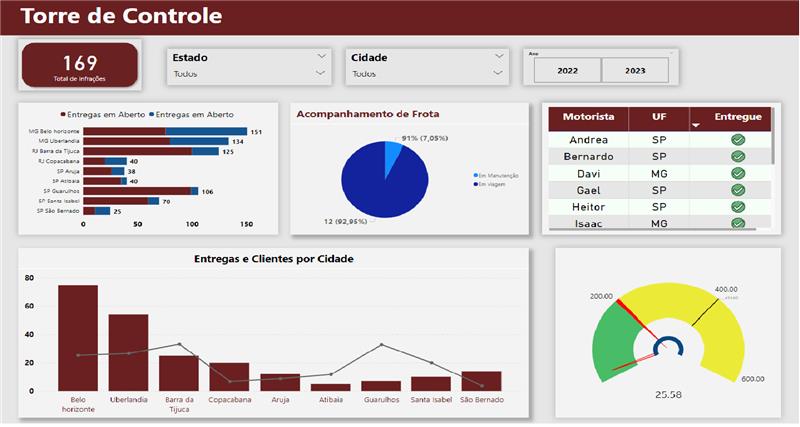 Torre de Controle
169
Total de infrações
Estado
Todos
Cidade
Todos
Ano
2022 2023
Entregas em Aberto Entregas em Aberto
MG Belo horizonte 151
MG Uberlandia 134
RJ Barra da Tijuca 125
RJ Copacabana 40
SP Aruja 38
SP Atibaia 40
SP Guarulhos 106
SP Santa Isabel 70
SP São Bernado 25
0 50 100 150
Acompanhamento de Frota
91% (7,05%)
12 (92,95%)
Em Manutenção
Em Viagem
Motorista UF Entregue
Andrea SP
Bernardo SP
Davi MG
Gael SP
Heitor SP
Isaac MG
Entregas e Clientes por Cidade
80
60
40
20
0
Belo horizonte Uberlandia Barra da Tijuca Copacabana Aruja Atibaia Guarulhos Santa Isabel São Bernado
200.00
400.00
600.00
25.58